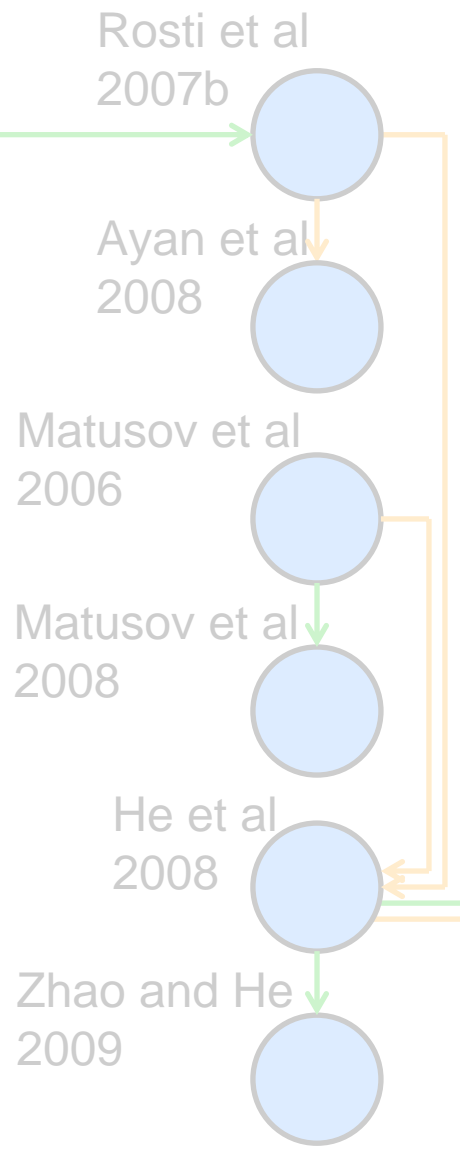 Rosti et al
2007b
Ayan et al
2008
Matusov et al
2006
Matusov et al
2008
He et al
2008
Zhao and He
2009